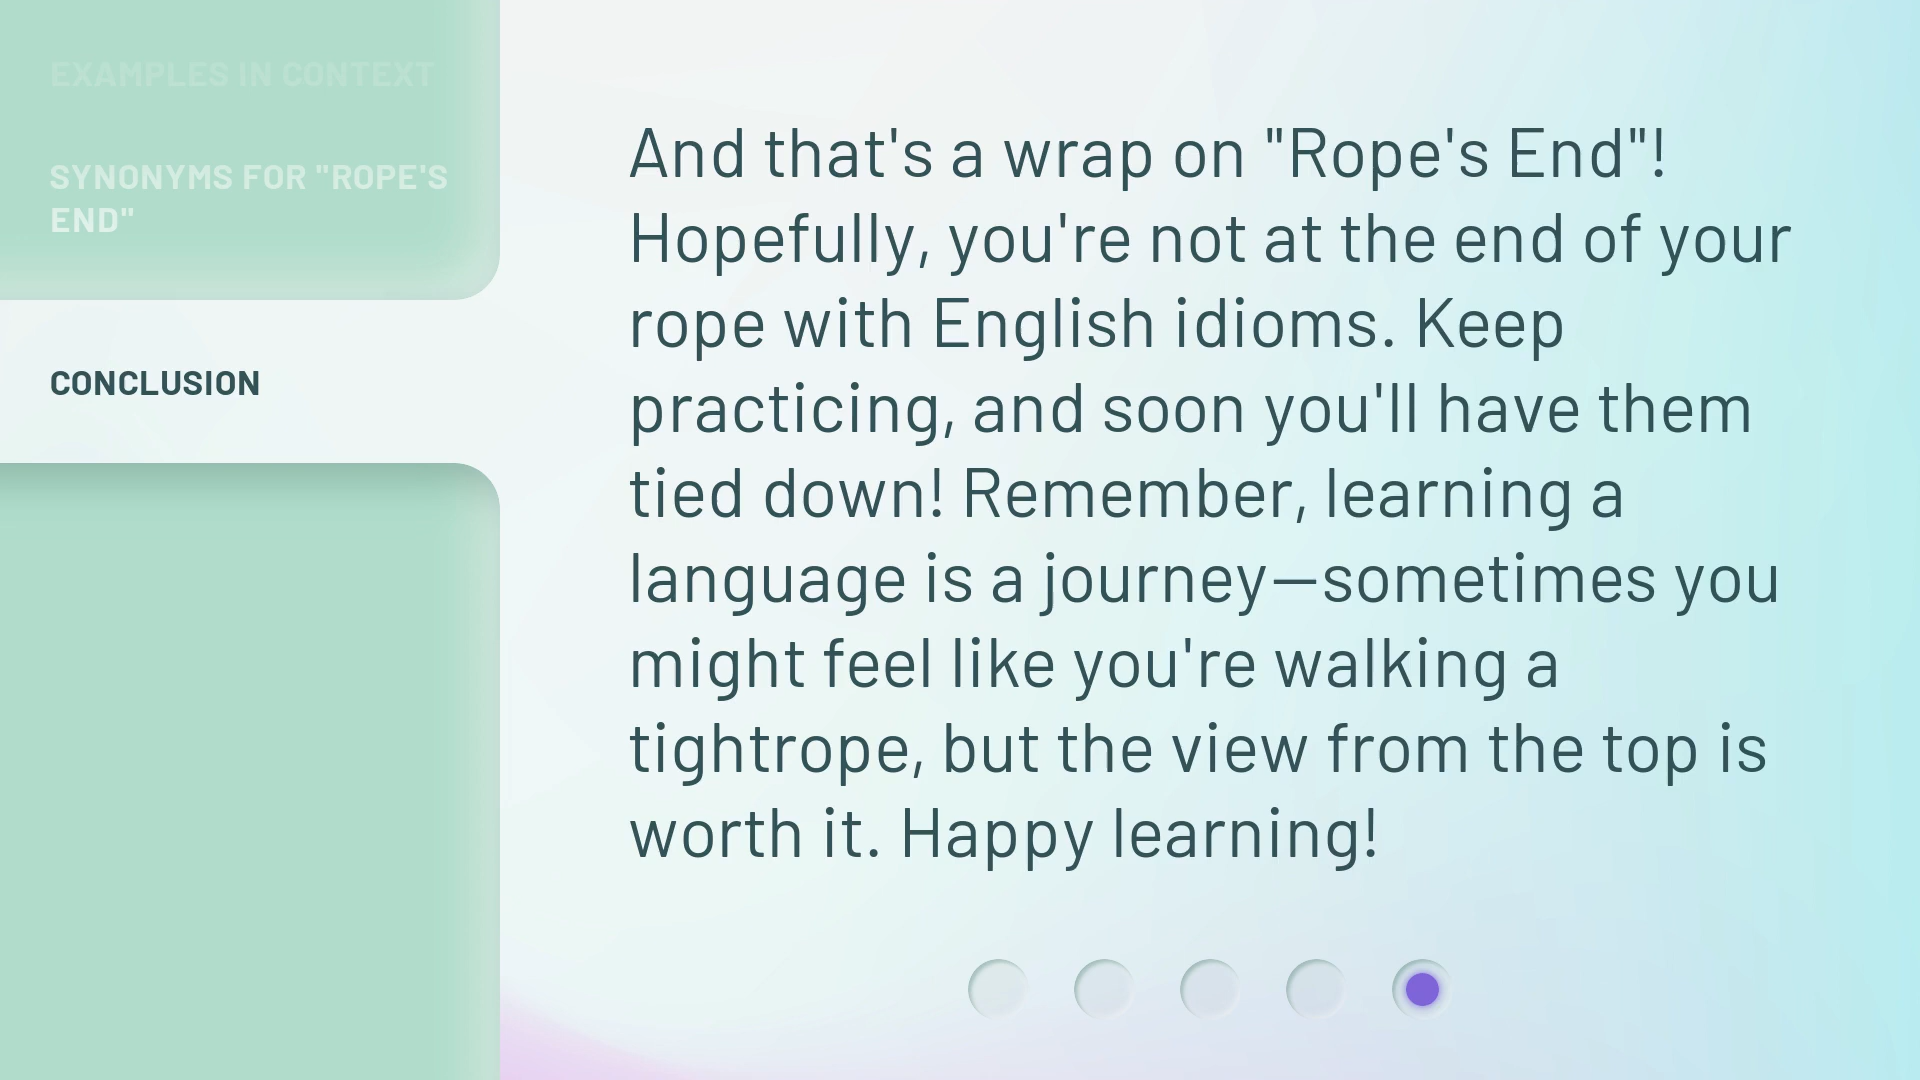 EXAMPLES IN CONTEXT
SYNONYMS FOR "ROPE'S
END"
CONCLUSION
And that's a wrap on "Rope's End"!
Hopefully, you're not at the end of your
rope with English idioms. Keep
practicing, and soon you'll have them
tied down! Remember, learning a
language is a journey—sometimes you
might feel like you're walking a
tightrope, but the view from the top is
worth it. Happy learning!